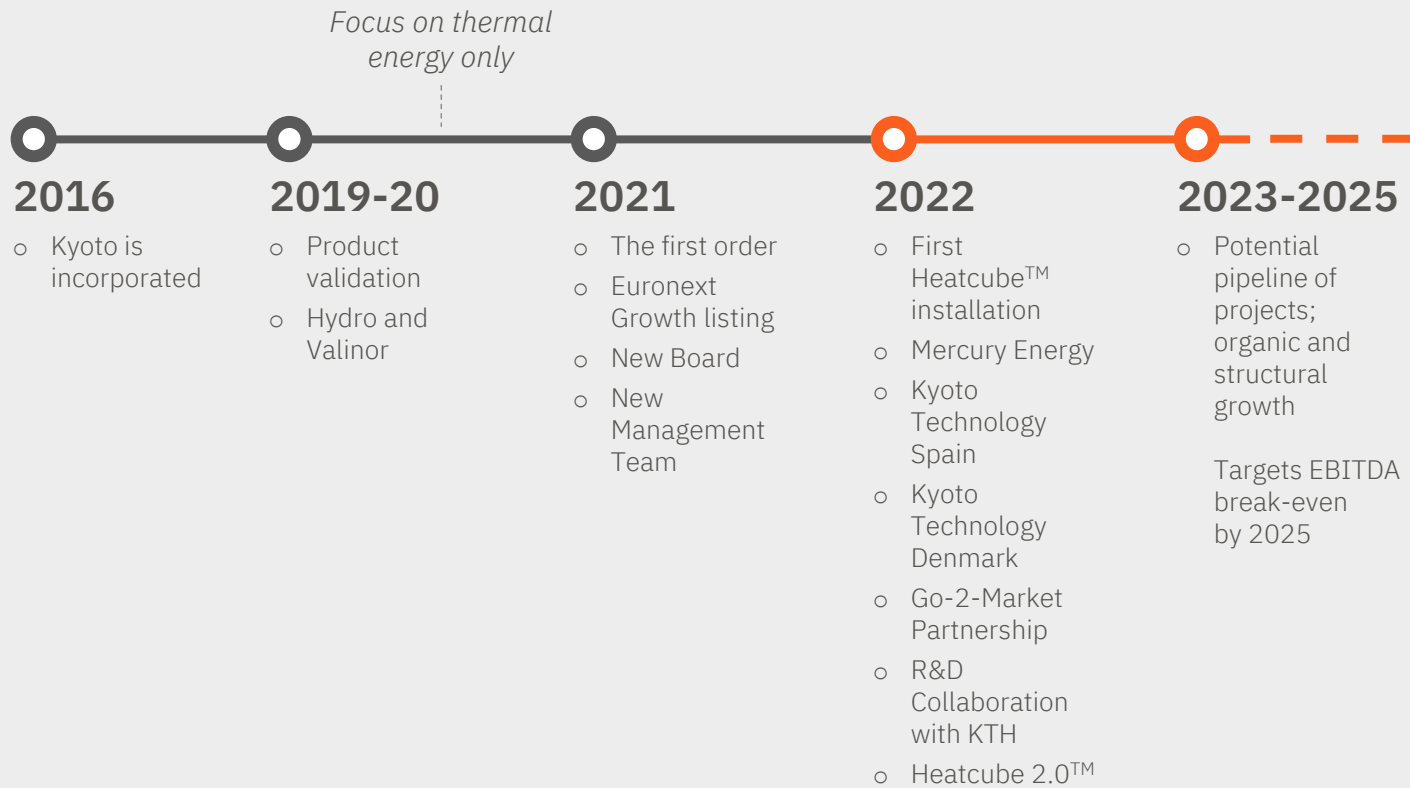 Focus on thermal
energy only
2016
o Kyoto is
incorporated
2019-20
o Product
validation
o Hydro and
Valinor
2021
o The first order
o Euronext
Growth listing
o New Board
o New
Management
Team
2022
o First
Heatcube™
installation
o Mercury Energy
o Kyoto
Technology
Spain
o Kyoto
Technology
Denmark
o Go-2-Market
Partnership
o R&D
Collaboration
with KTH
o Heatcube 2.0™
2023-2025
o Potential
pipeline of
projects;
organic and
structural
growth
Targets EBITDA
break-even
by 2025